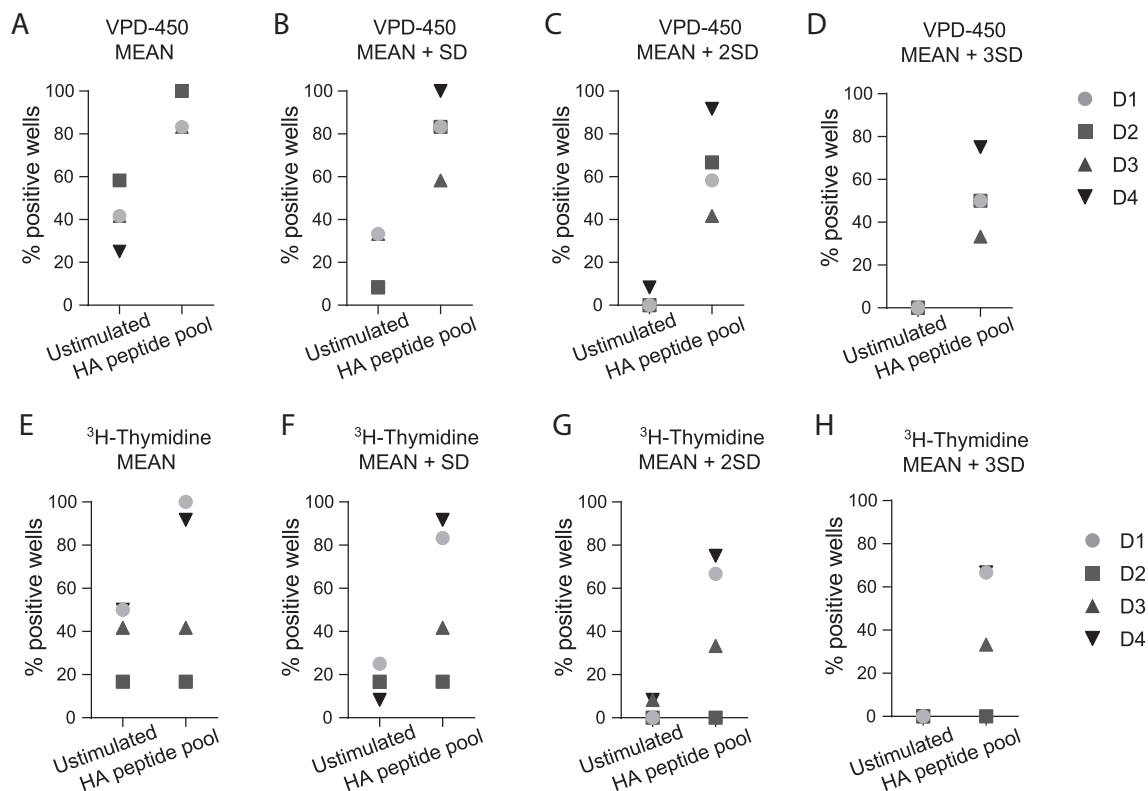 A
VPD-450
MEAN
% positive wells
100
80
60
40
20
0
Ustimulated
HA peptide pool
B
VPD-450
MEAN + SD
% positive wells
100
80
60
40
20
0
Ustimulated
HA peptide pool
C
VPD-450
MEAN + 2SD
% positive wells
100
80
60
40
20
0
Ustimulated
HA peptide pool
D
VPD-450
MEAN + 3SD
% positive wells
100
80
60
40
20
0
Ustimulated
HA peptide pool
D1
D2
D3
D4
E
³H-Thymidine
MEAN
% positive wells
100
80
60
40
20
0
Ustimulated
HA peptide pool
F
³H-Thymidine
MEAN + SD
% positive wells
100
80
60
40
20
0
Ustimulated
HA peptide pool
G
³H-Thymidine
MEAN + 2SD
% positive wells
100
80
60
40
20
0
Ustimulated
HA peptide pool
H
³H-Thymidine
MEAN + 3SD
% positive wells
100
80
60
40
20
0
Ustimulated
HA peptide pool
D1
D2
D3
D4